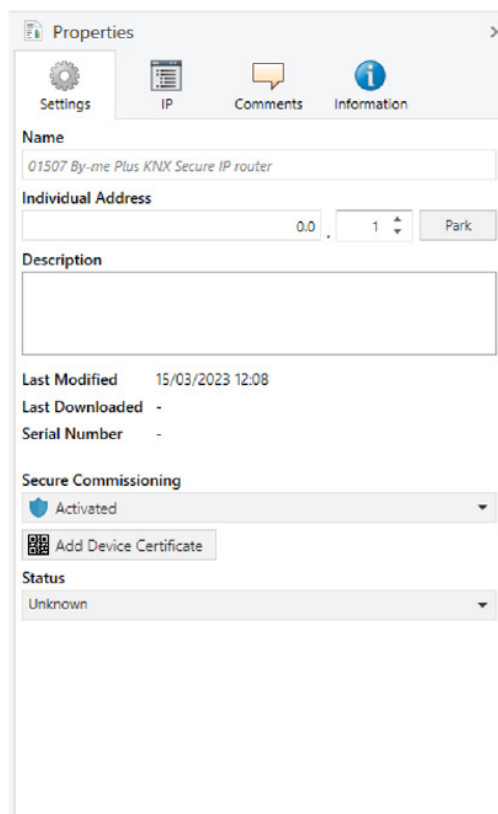 Properties
Settings IP Comments Information
Name
01507 By-me Plus KNX Secure IP router
Individual Address
0.0 . 1 Park
Description
Last Modified 15/03/2023 12:08
Last Downloaded -
Serial Number -
Secure Commissioning
Activated
Add Device Certificate
Status
Unknown